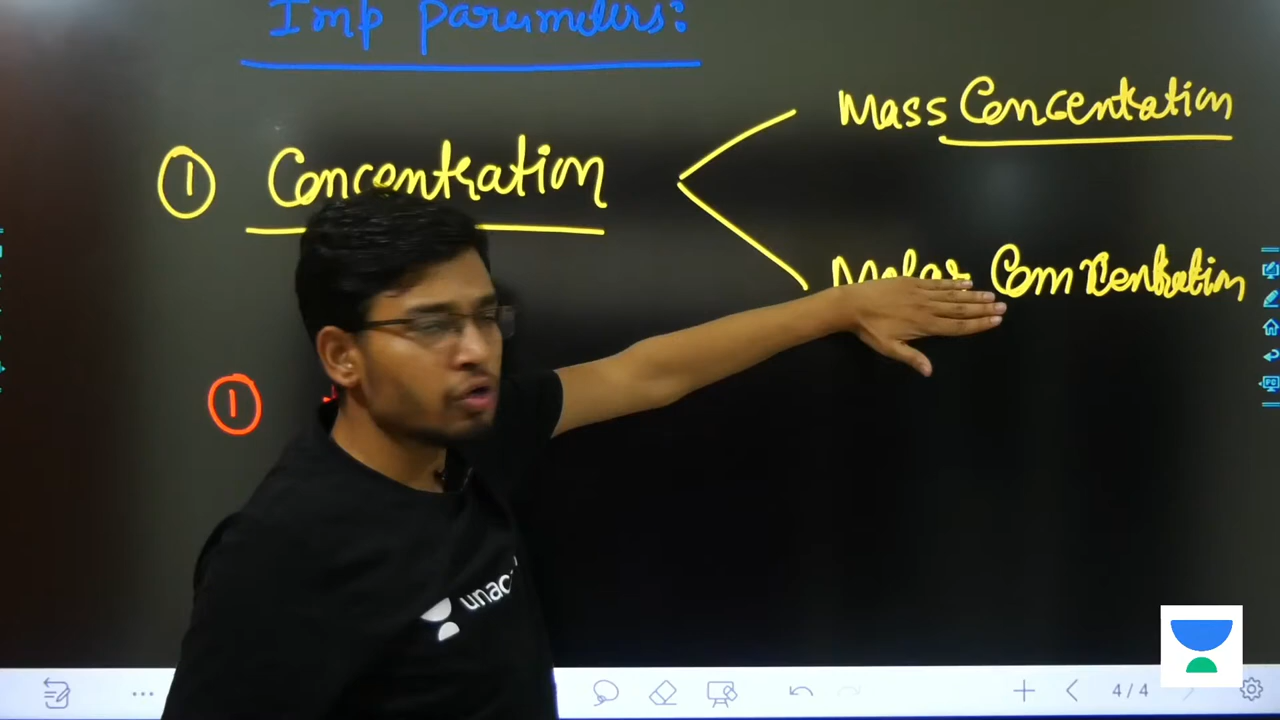 Imp parameters:
Mass Concentration
① Concentration
Molar Concentration
①
unac
4/4